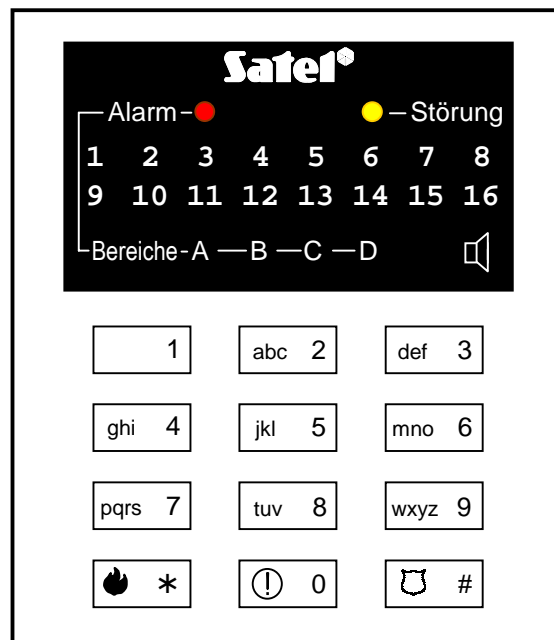 Satel®
Alarm Störung
1 2 3 4 5 6 7 8
9 10 11 12 13 14 15 16
Bereiche - A — B — C — D
1 abc 2 def 3
ghi 4 jkl 5 mno 6
pqrs 7 tuv 8 wxyz 9
* 0 #